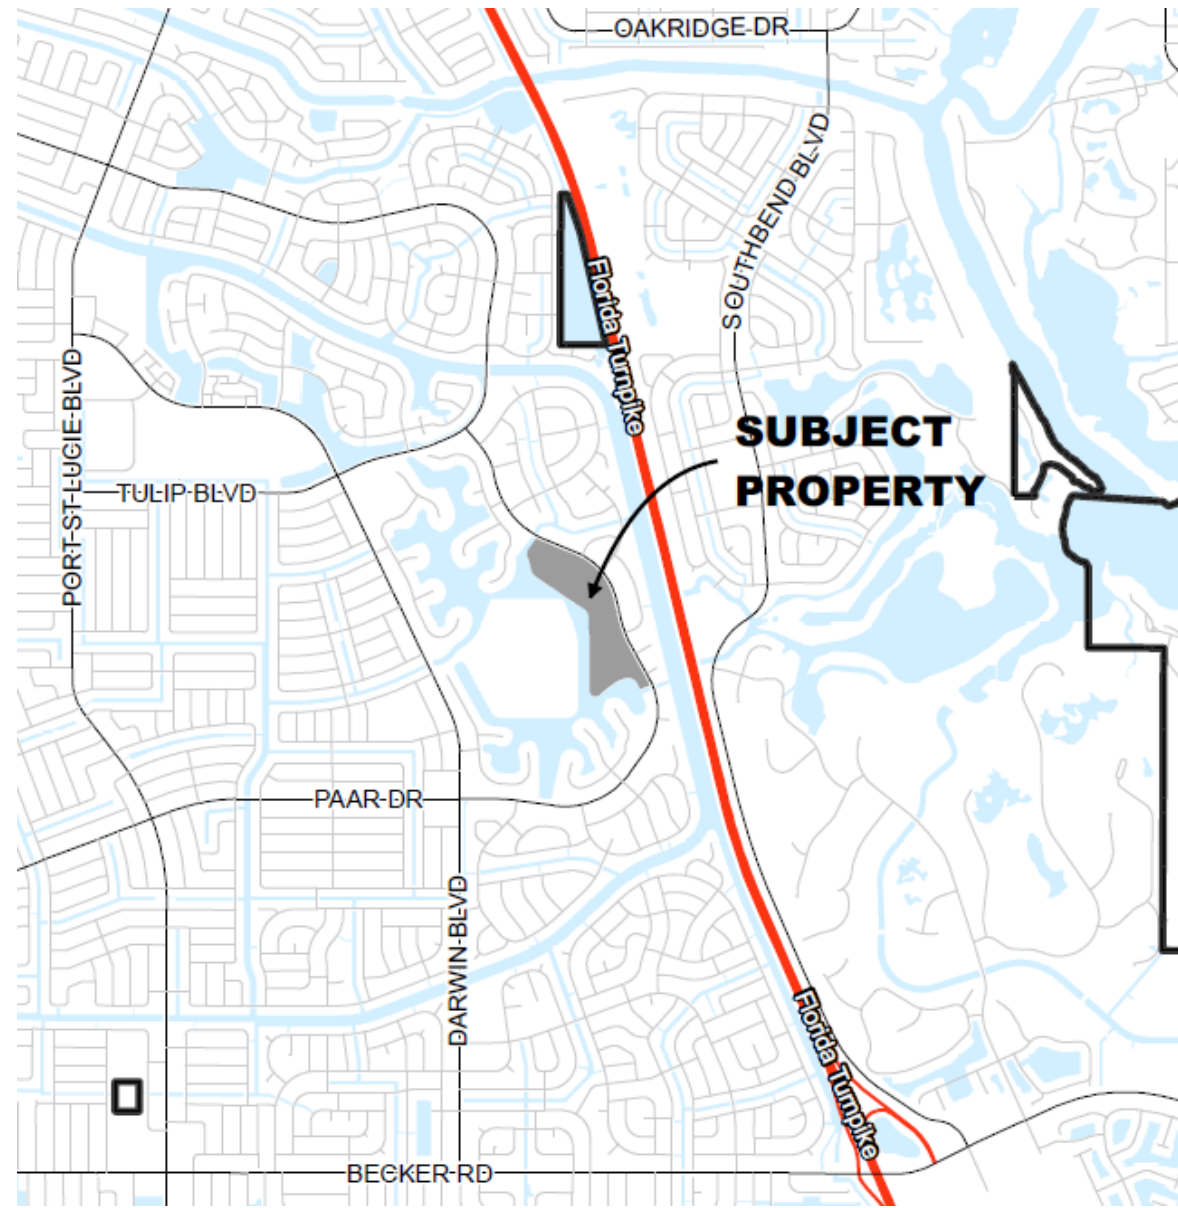 OAKRIDGE DR
SOUTHBEND BLVD
Florida Turnpike
PORT ST LUCIE BLVD
SUBJECT
PROPERTY
TULIP BLVD
PAAR DR
DARWIN BLVD
Florida Turnpike
BECKER RD